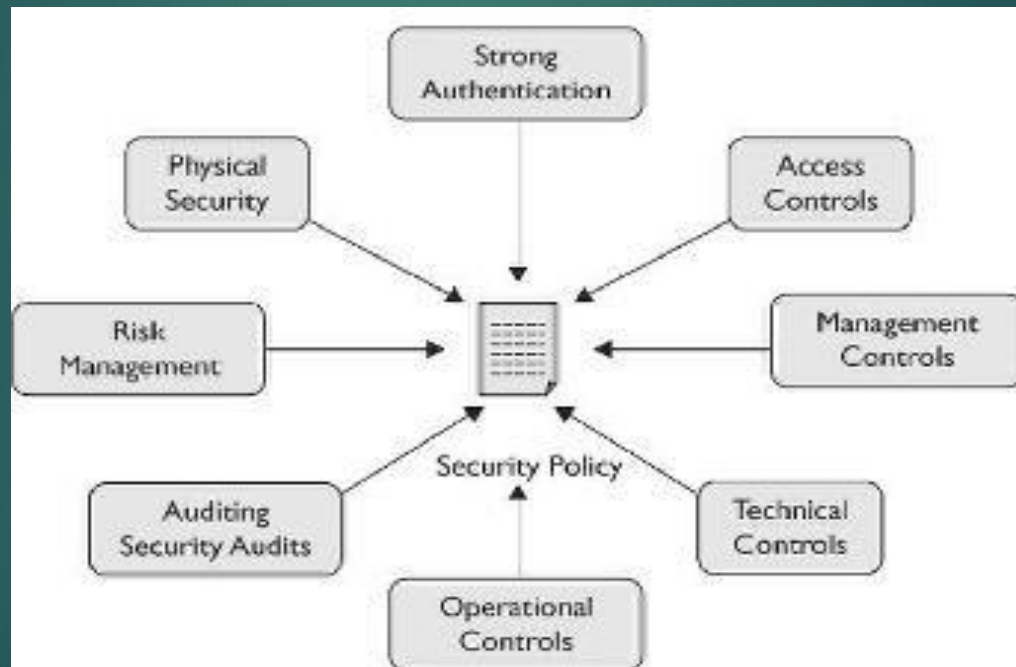 Strong
Authentication
Physical
Security
Access
Controls
Risk
Management
Management
Controls
Security Policy
Auditing
Security Audits
Technical
Controls
Operational
Controls